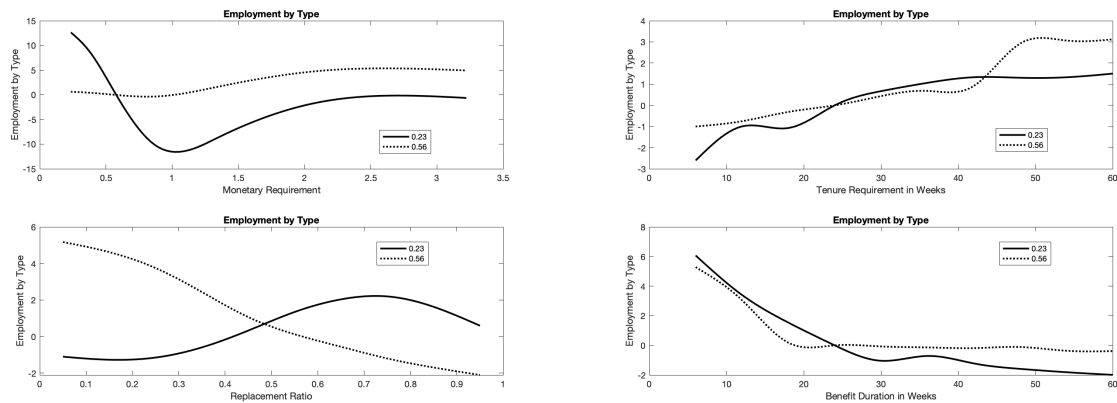 Employment by Type
Employment by Type
15
10
5
0
-5
-10
-15
0 0.5 1 1.5 2 2.5 3 3.5
Monetary Requirement
0.23
0.56
Employment by Type
Employment by Type
4
3
2
1
0
-1
-2
-3
0 10 20 30 40 50 60
Tenure Requirement in Weeks
0.23
0.56
Employment by Type
Employment by Type
6
4
2
0
-2
0 0.1 0.2 0.3 0.4 0.5 0.6 0.7 0.8 0.9 1
Replacement Ratio
0.23
0.56
Employment by Type
Employment by Type
8
6
4
2
0
-2
0 10 20 30 40 50 60
Benefit Duration in Weeks
0.23
0.56